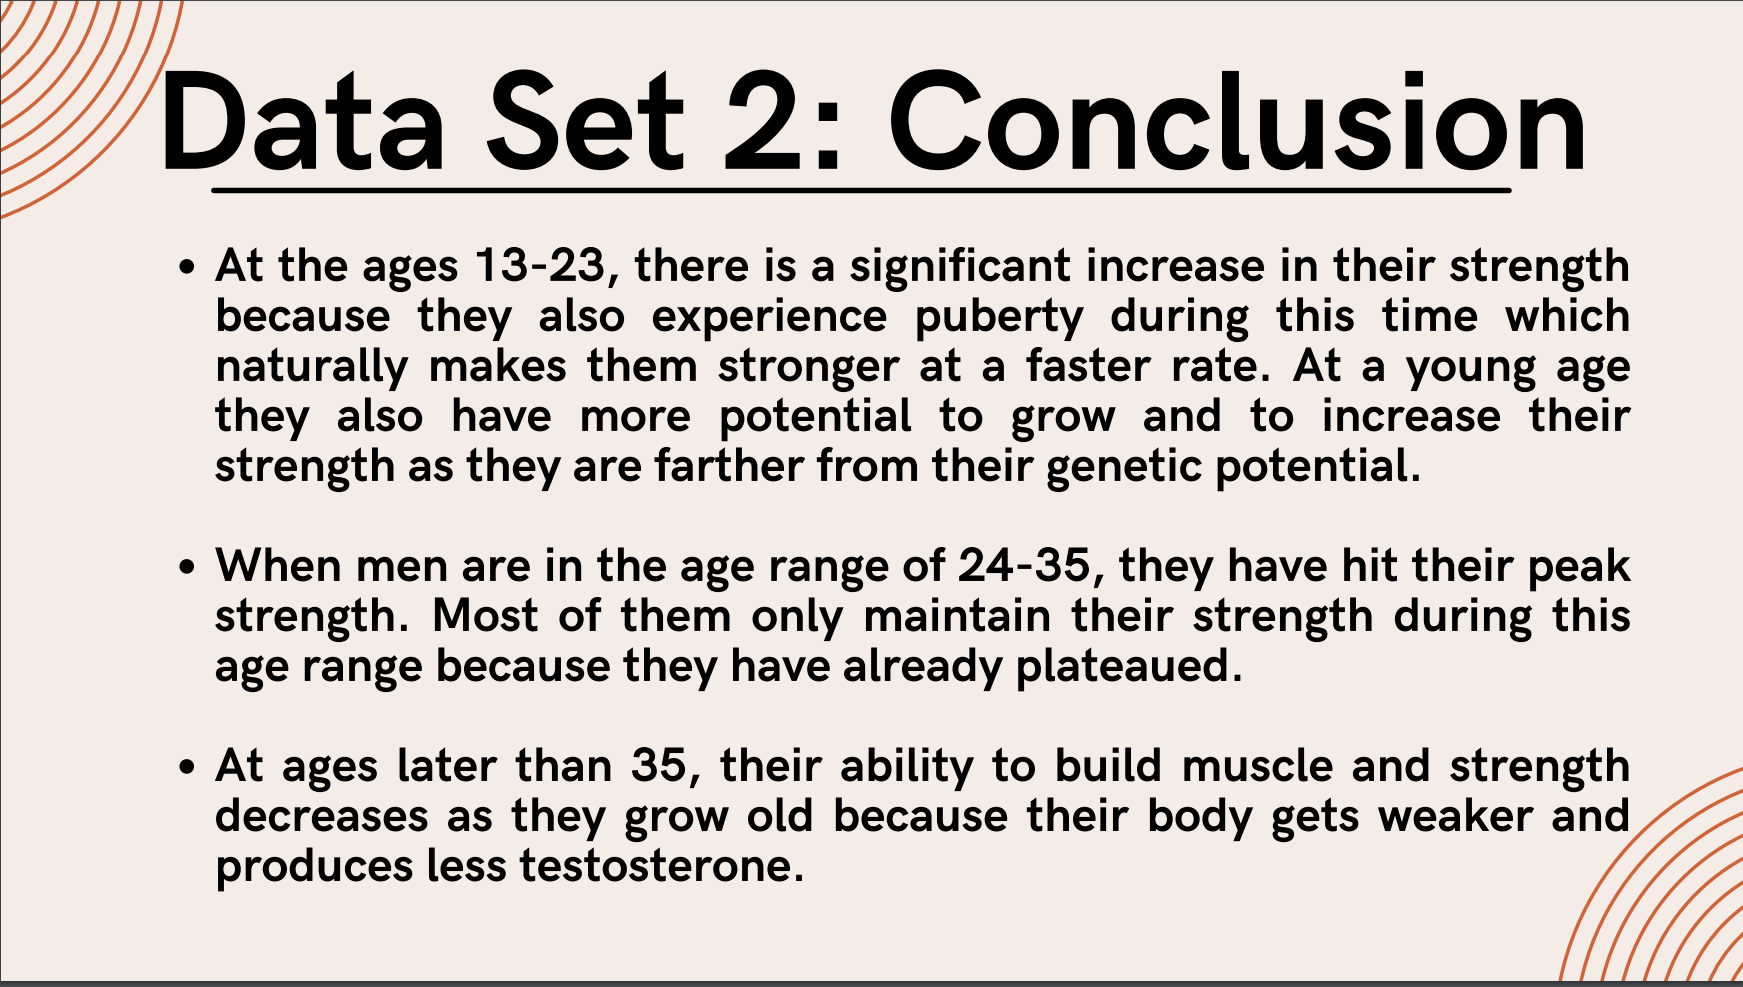 Data Set 2: Conclusion
• At the ages 13-23, there is a significant increase in their strength
because they also experience puberty during this time which
naturally makes them stronger at a faster rate. At a young age
they also have more potential to grow and to increase their
strength as they are farther from their genetic potential.
• When men are in the age range of 24-35, they have hit their peak
strength. Most of them only maintain their strength during this
age range because they have already plateaued.
• At ages later than 35, their ability to build muscle and strength
decreases as they grow old because their body gets weaker and
produces less testosterone.